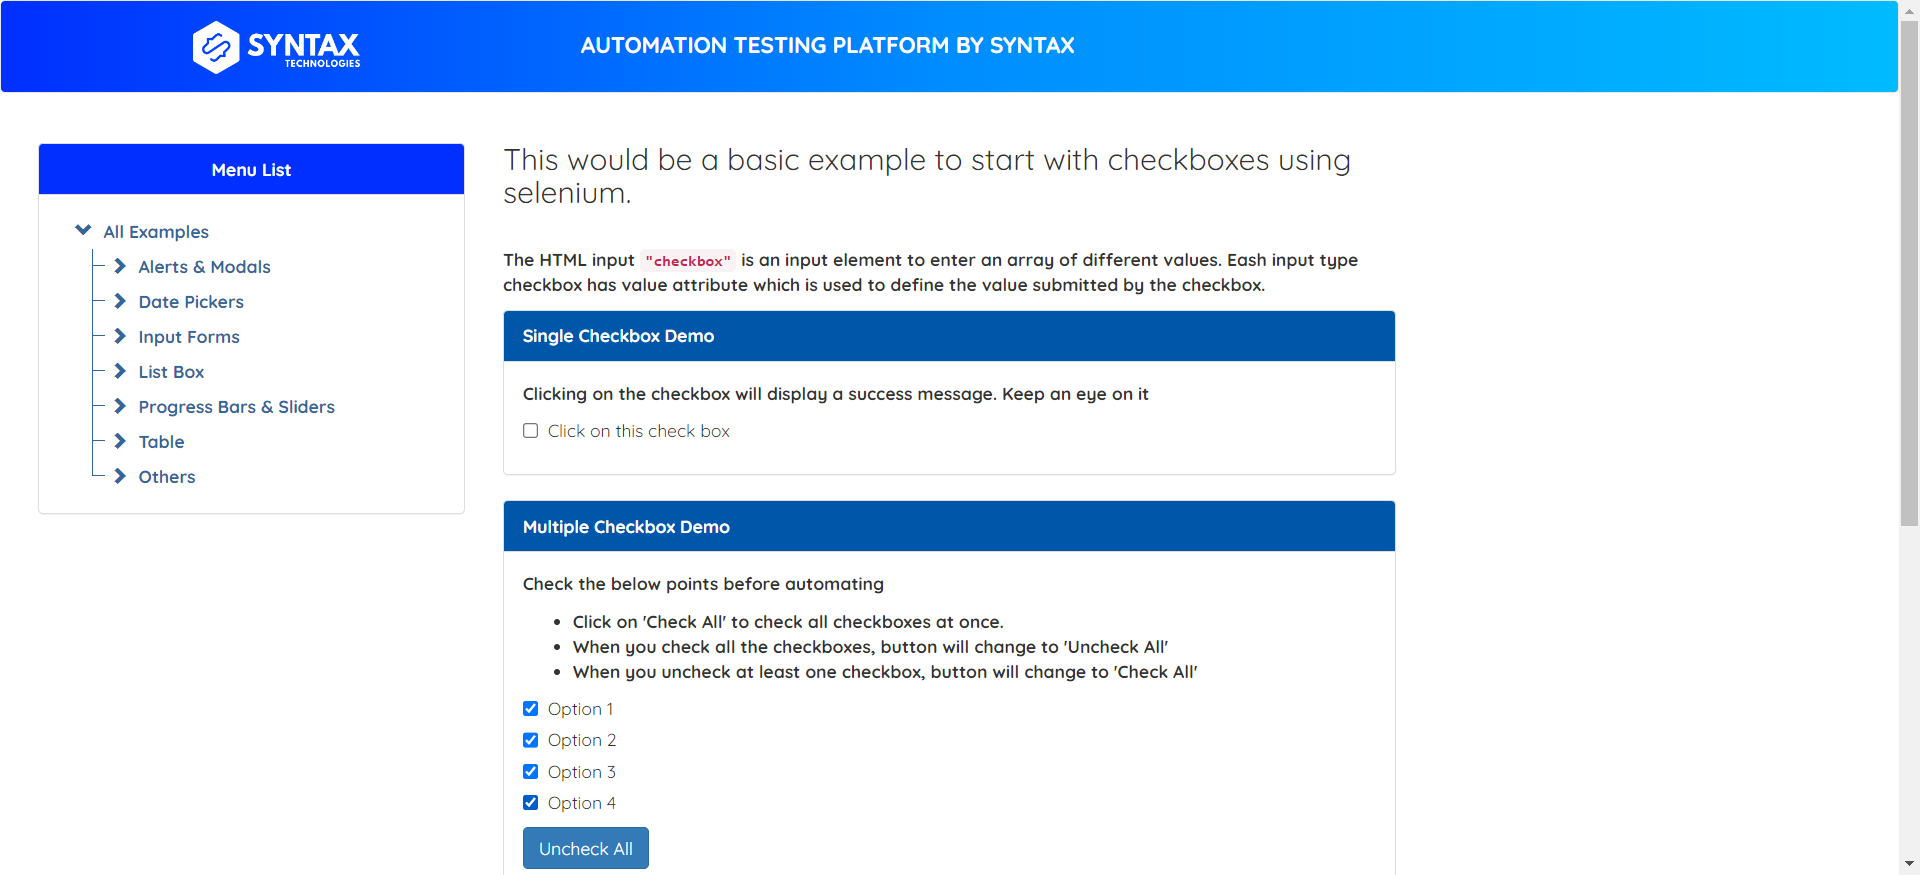 SYNTAX
TECHNOLOGIES
AUTOMATION TESTING PLATFORM BY SYNTAX
Menu List
All Examples
Alerts & Modals
Date Pickers
Input Forms
List Box
Progress Bars & Sliders
Table
Others
This would be a basic example to start with checkboxes using
selenium.
The HTML input "checkbox" is an input element to enter an array of different values. Eash input type
checkbox has value attribute which is used to define the value submitted by the checkbox.
Single Checkbox Demo
Clicking on the checkbox will display a success message. Keep an eye on it
Click on this check box
Multiple Checkbox Demo
Check the below points before automating
• Click on 'Check All' to check all checkboxes at once.
• When you check all the checkboxes, button will change to 'Uncheck All'
• When you uncheck at least one checkbox, button will change to 'Check All'
Option 1
Option 2
Option 3
Option 4
Uncheck All